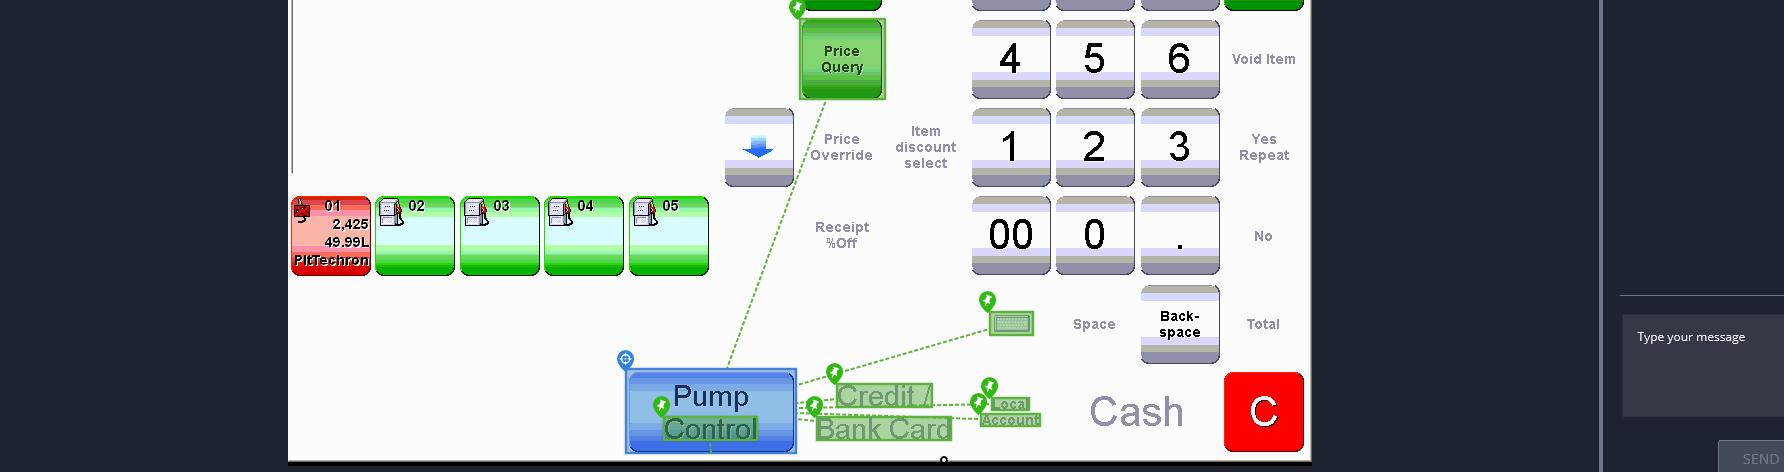 Price
Query
4
5
6
Void Item
Price
Override
Item
discount
select
1
2
3
Yes
Repeat
01
2,425
49.99L
PltTechron
02
03
04
05
Receipt
%Off
00
0
.
No
Space
Back-
space
Total
Pump
Control
Credit /
Bank Card
Local
Account
Cash
C
Type your message
SEND